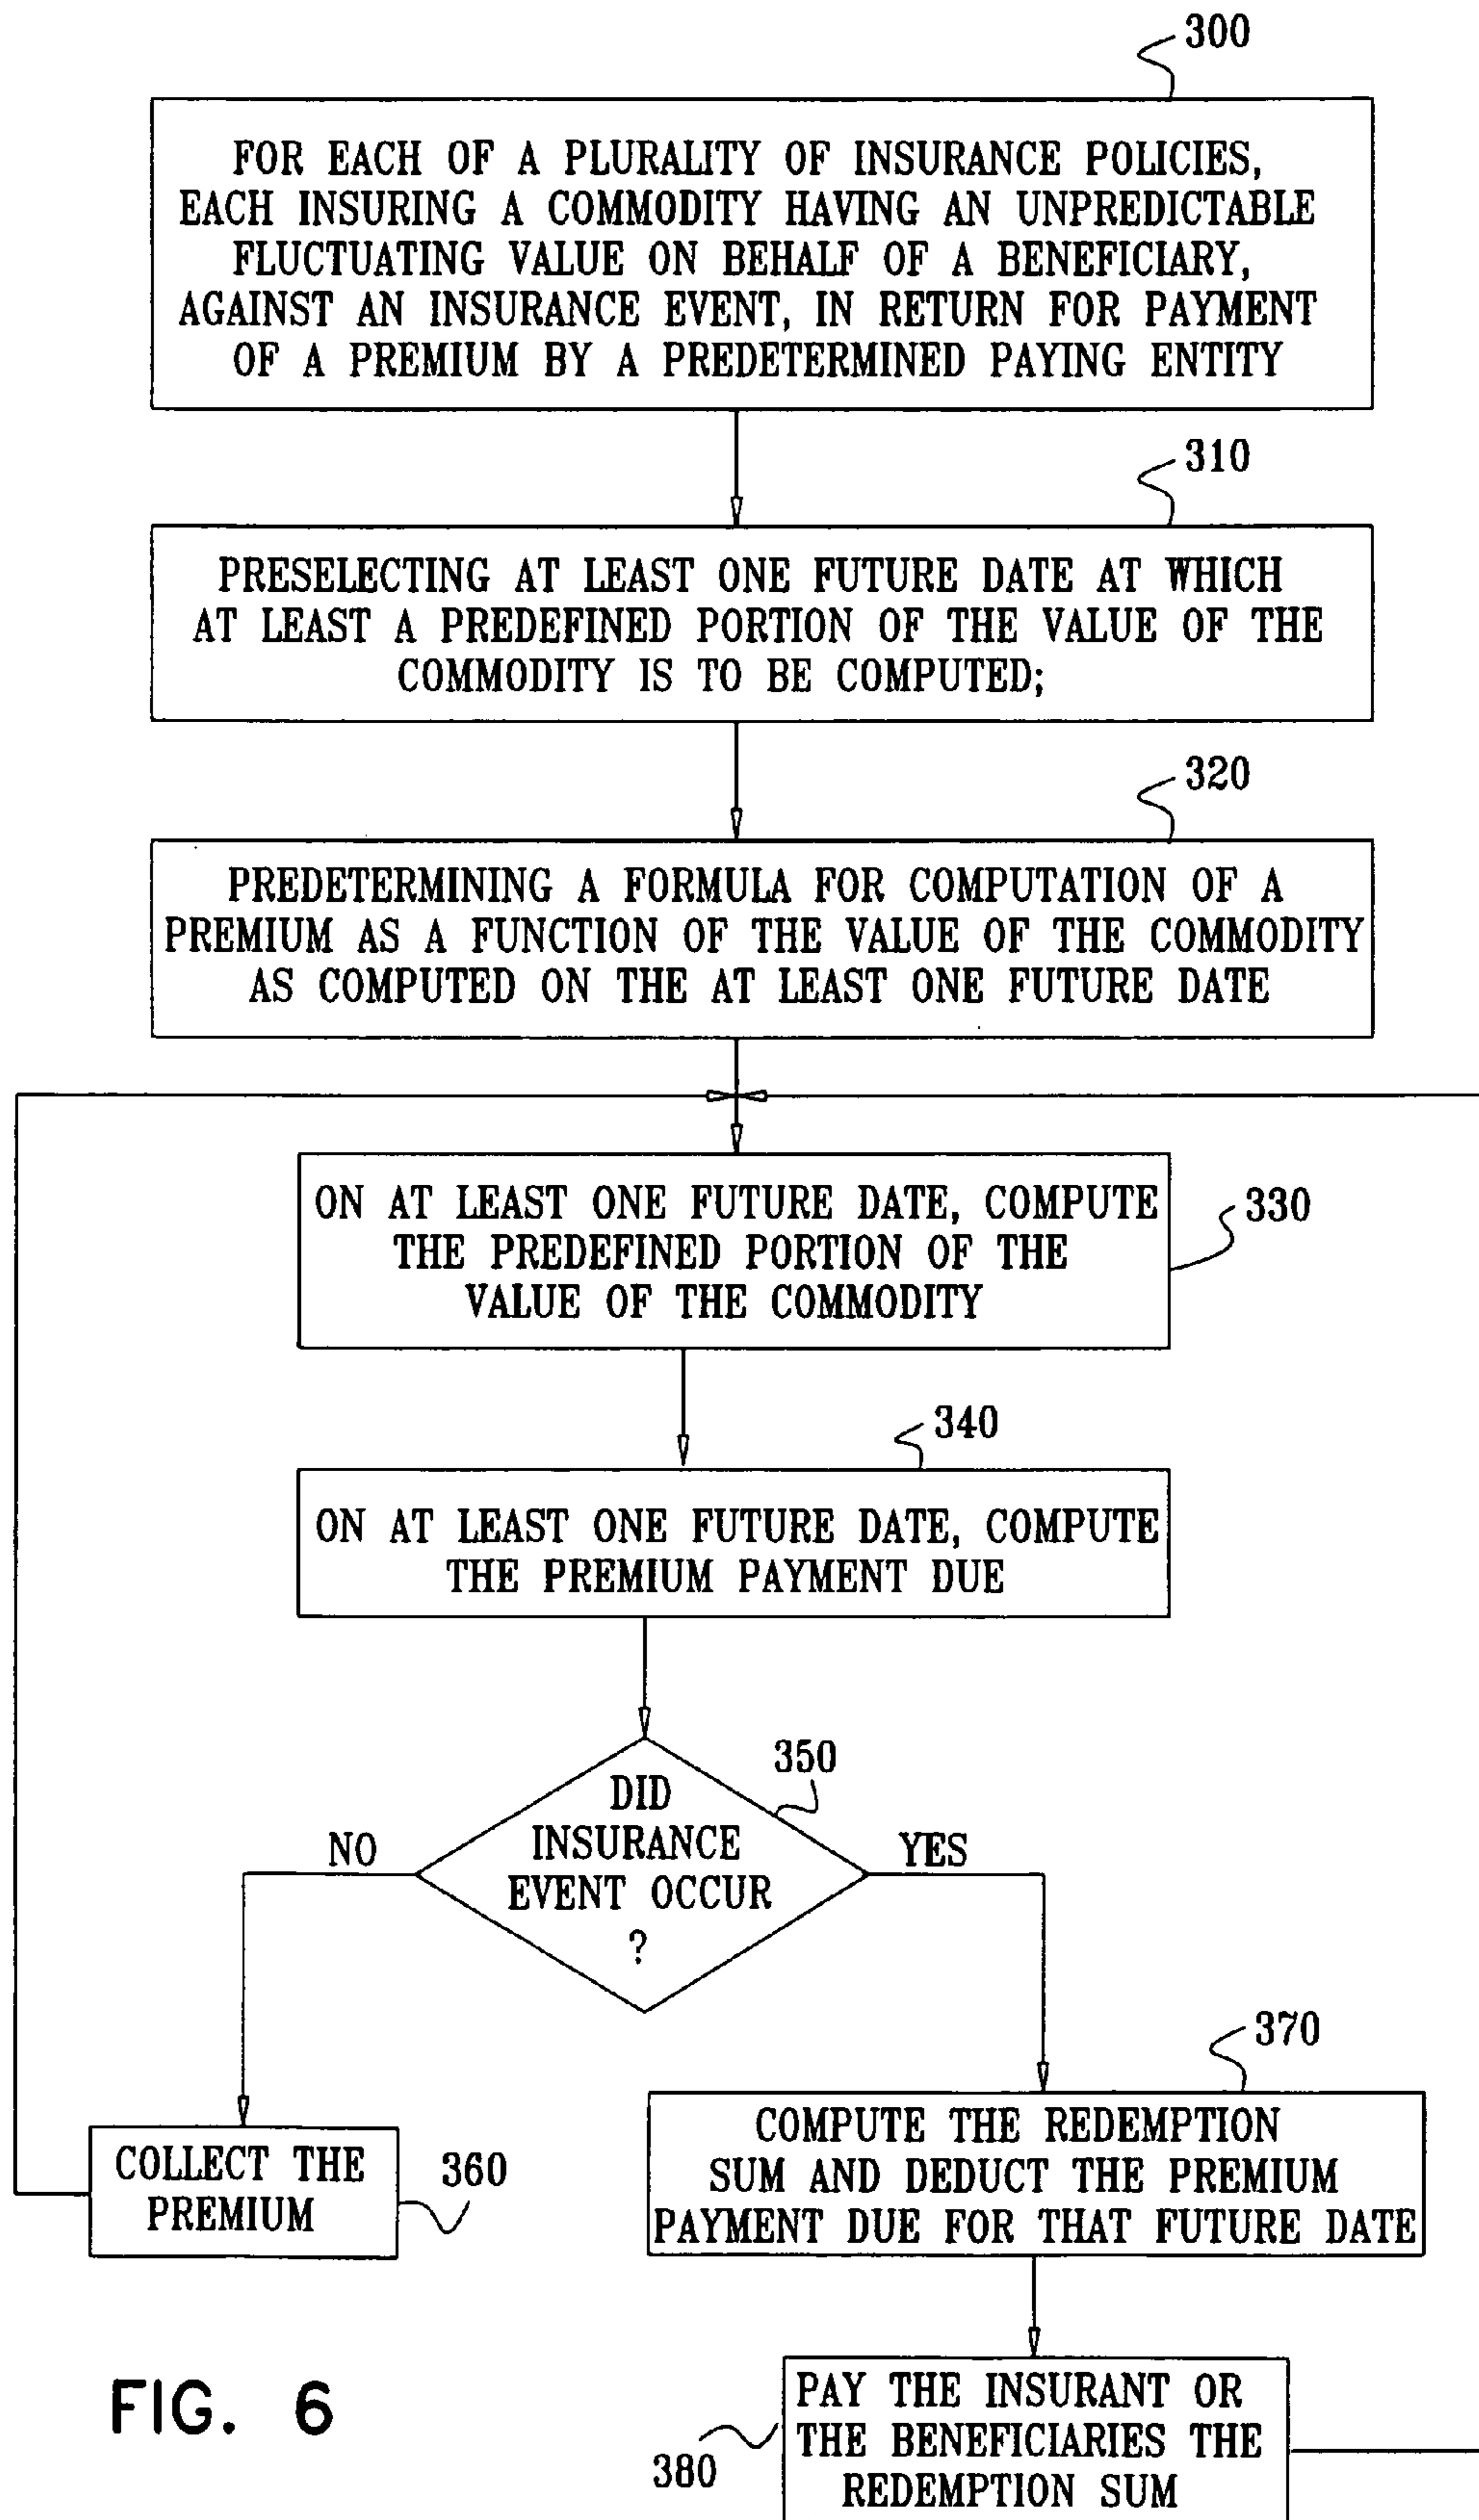 300
FOR EACH OF A PLURALITY OF INSURANCE POLICIES,
EACH INSURING A COMMODITY HAVING AN UNPREDICTABLE
FLUCTUATING VALUE ON BEHALF OF A BENEFICIARY,
AGAINST AN INSURANCE EVENT, IN RETURN FOR PAYMENT
OF A PREMIUM BY A PREDETERMINED PAYING ENTITY
310
PRESELECTING AT LEAST ONE FUTURE DATE AT WHICH
AT LEAST A PREDEFINED PORTION OF THE VALUE OF THE
COMMODITY IS TO BE COMPUTED;
320
PREDETERMINING A FORMULA FOR COMPUTATION OF A
PREMIUM AS A FUNCTION OF THE VALUE OF THE COMMODITY
AS COMPUTED ON THE AT LEAST ONE FUTURE DATE
ON AT LEAST ONE FUTURE DATE, COMPUTE
THE PREDEFINED PORTION OF THE
VALUE OF THE COMMODITY
330
340
ON AT LEAST ONE FUTURE DATE, COMPUTE
THE PREMIUM PAYMENT DUE
350
DID
INSURANCE
EVENT OCCUR
?
NO
YES
370
COLLECT THE
PREMIUM
360
COMPUTE THE REDEMPTION
SUM AND DEDUCT THE PREMIUM
PAYMENT DUE FOR THAT FUTURE DATE
PAY THE INSURANT OR
THE BENEFICIARIES THE
REDEMPTION SUM
380
FIG. 6